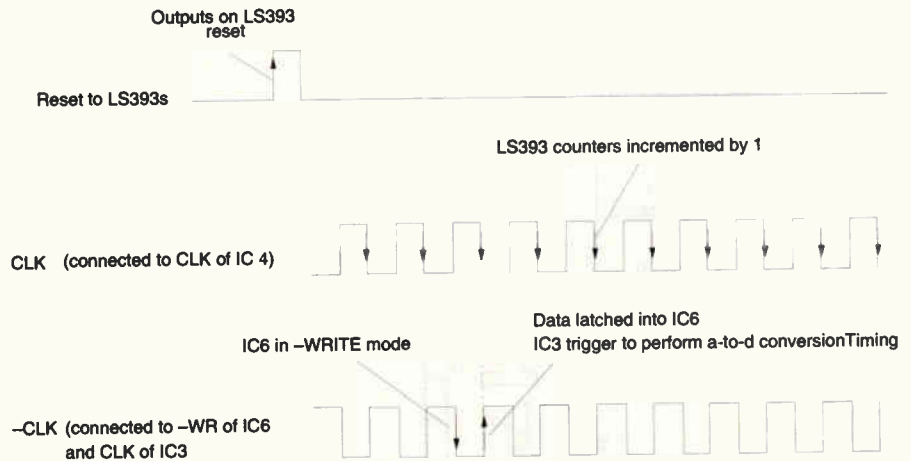 Outputs on LS393
reset
Reset to LS393s
LS393 counters incremented by 1
CLK (connected to CLK of IC 4)
Data latched into IC6
IC6 in –WRITE mode
IC3 trigger to perform a-to-d conversionTiming
–CLK (connected to –WR of IC6
and CLK of IC3